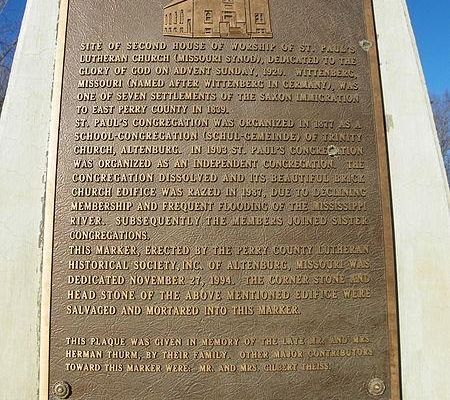 SITE OF SECOND HOUSE OF WORSHIP OF ST. PAUL'S
LUTHERAN CHURCH (MISSOURI SYNOD), DEDICATED TO THE
GLORY OF GOD ON ADVENT SUNDAY, 1929. WITTENBERG,
MISSOURI (NAMED AFTER WITTENBERG IN GERMANY), WAS
ONE OF SEVEN SETTLEMENTS OF THE SAXON IMMIGRATION
TO EAST PERRY COUNTY IN 1839.
ST. PAUL'S CONGREGATION WAS ORGANIZED IN 1877 AS A
SCHOOL-CONGREGATION (SCHUL-GEMEINDE) OF TRINITY
CHURCH, ALTENBURG. IN 1903 ST. PAUL'S CONGREGATION
WAS ORGANIZED AS AN INDEPENDENT CONGREGATION. THE
CONGREGATION DISSOLVED AND ITS BEAUTIFUL BRICK
CHURCH EDIFICE WAS RAZED IN 1987, DUE TO DECLINING
MEMBERSHIP AND FREQUENT FLOODING OF THE MISSISSIPPI
RIVER. SUBSEQUENTLY THE MEMBERS JOINED SISTER
CONGREGATIONS.
THIS MARKER, ERECTED BY THE PERRY COUNTY LUTHERAN
HISTORICAL SOCIETY, INC. OF ALTENBURG, MISSOURI WAS
DEDICATED NOVEMBER 27, 1994. THE CORNER STONE AND
HEAD STONE OF THE ABOVE MENTIONED EDIFICE WERE
SALVAGED AND MORTARED INTO THIS MARKER.
THIS PLAQUE WAS GIVEN IN MEMORY OF THE LATE MR. AND MRS.
HERMAN THURM, BY THEIR FAMILY. OTHER MAJOR CONTRIBUTORS
TOWARD THIS MARKER WERE: MR. AND MRS. GILBERT THEISS.